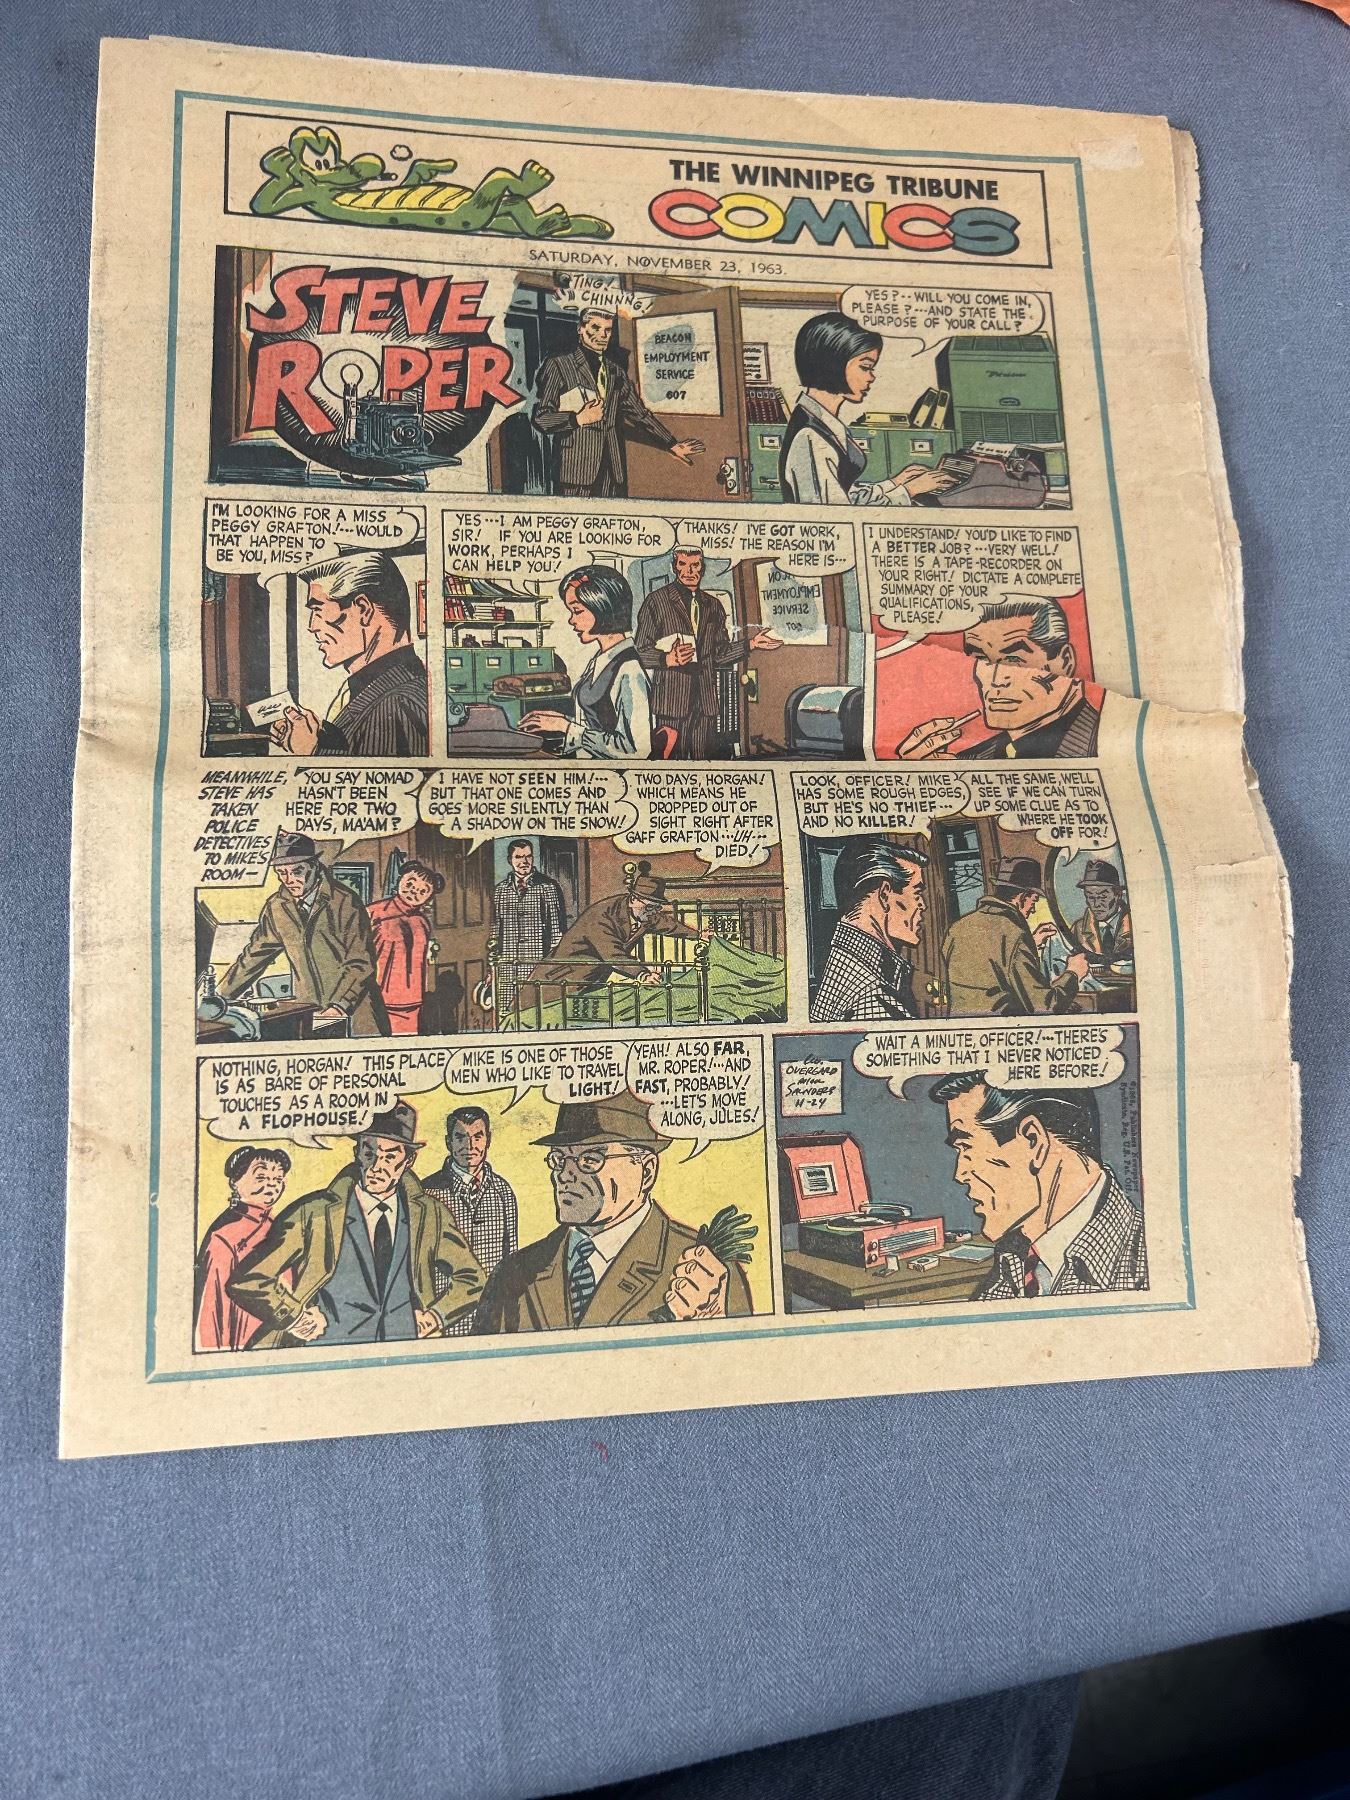 THE WINNIPEG TRIBUNE
COMICS
SATURDAY, NOVEMBER 23, 1963.
STEVE
ROPER
TING!
CHINNNG!
BEACON
EMPLOYMENT
SERVICE
607
YES?--WILL YOU COME IN,
PLEASE?---AND STATE THE
PURPOSE OF YOUR CALL?
I'M LOOKING FOR A MISS
PEGGY GRAFTON!---WOULD
THAT HAPPEN TO
BE YOU, MISS?
YES---I AM PEGGY GRAFTON,
SIR! IF YOU ARE LOOKING FOR
WORK, PERHAPS I
CAN HELP YOU!
THANKS! I'VE GOT WORK,
MISS! THE REASON I'M
HERE IS---
EMPLOYMENT
SERVICE
607
I UNDERSTAND! YOU'D LIKE TO FIND
A BETTER JOB?---VERY WELL!
THERE IS A TAPE-RECORDER ON
YOUR RIGHT! DICTATE A COMPLETE
SUMMARY OF YOUR
QUALIFICATIONS,
PLEASE!
MEANWHILE,
STEVE HAS
TAKEN
POLICE
DETECTIVES
TO MIKE'S
ROOM—
YOU SAY NOMAD
HASN'T BEEN
HERE FOR TWO
DAYS, MA'AM?
I HAVE NOT SEEN HIM!---
BUT THAT ONE COMES AND
GOES MORE SILENTLY THAN
A SHADOW ON THE SNOW!
TWO DAYS, HORGAN!
WHICH MEANS HE
DROPPED OUT OF
SIGHT RIGHT AFTER
GAFF GRAFTON---UH---
DIED!
LOOK, OFFICER! MIKE
HAS SOME ROUGH EDGES,
BUT HE'S NO THIEF---
AND NO KILLER!
ALL THE SAME, WE'LL
SEE IF WE CAN TURN
UP SOME CLUE AS TO
WHERE HE TOOK
OFF FOR!
NOTHING, HORGAN! THIS PLACE
IS AS BARE OF PERSONAL
TOUCHES AS A ROOM IN
A FLOPHOUSE!
MIKE IS ONE OF THOSE
MEN WHO LIKE TO TRAVEL
LIGHT!
YEAH! ALSO FAR,
MR. ROPER!---AND
FAST, PROBABLY!
---LET'S MOVE
ALONG, JULES!
WAIT A MINUTE, OFFICER!---THERE'S
SOMETHING THAT I NEVER NOTICED
HERE BEFORE!
OVERGARD
SAUNDERS
11-24